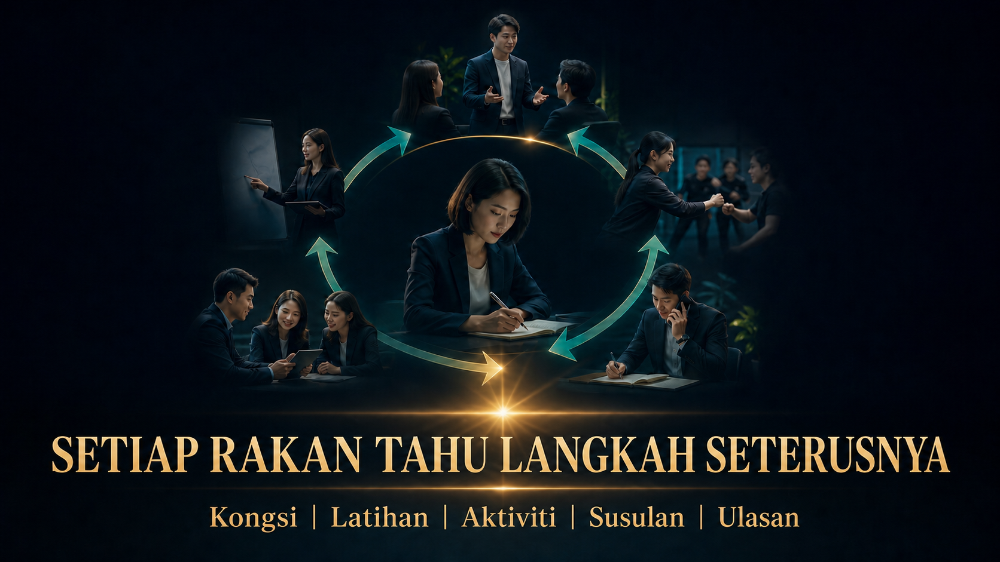 SETIAP RAKAN TAHU LANGKAH SETERUSNYA
Kongsi | Latihan | Aktiviti | Susulan | Ulasan